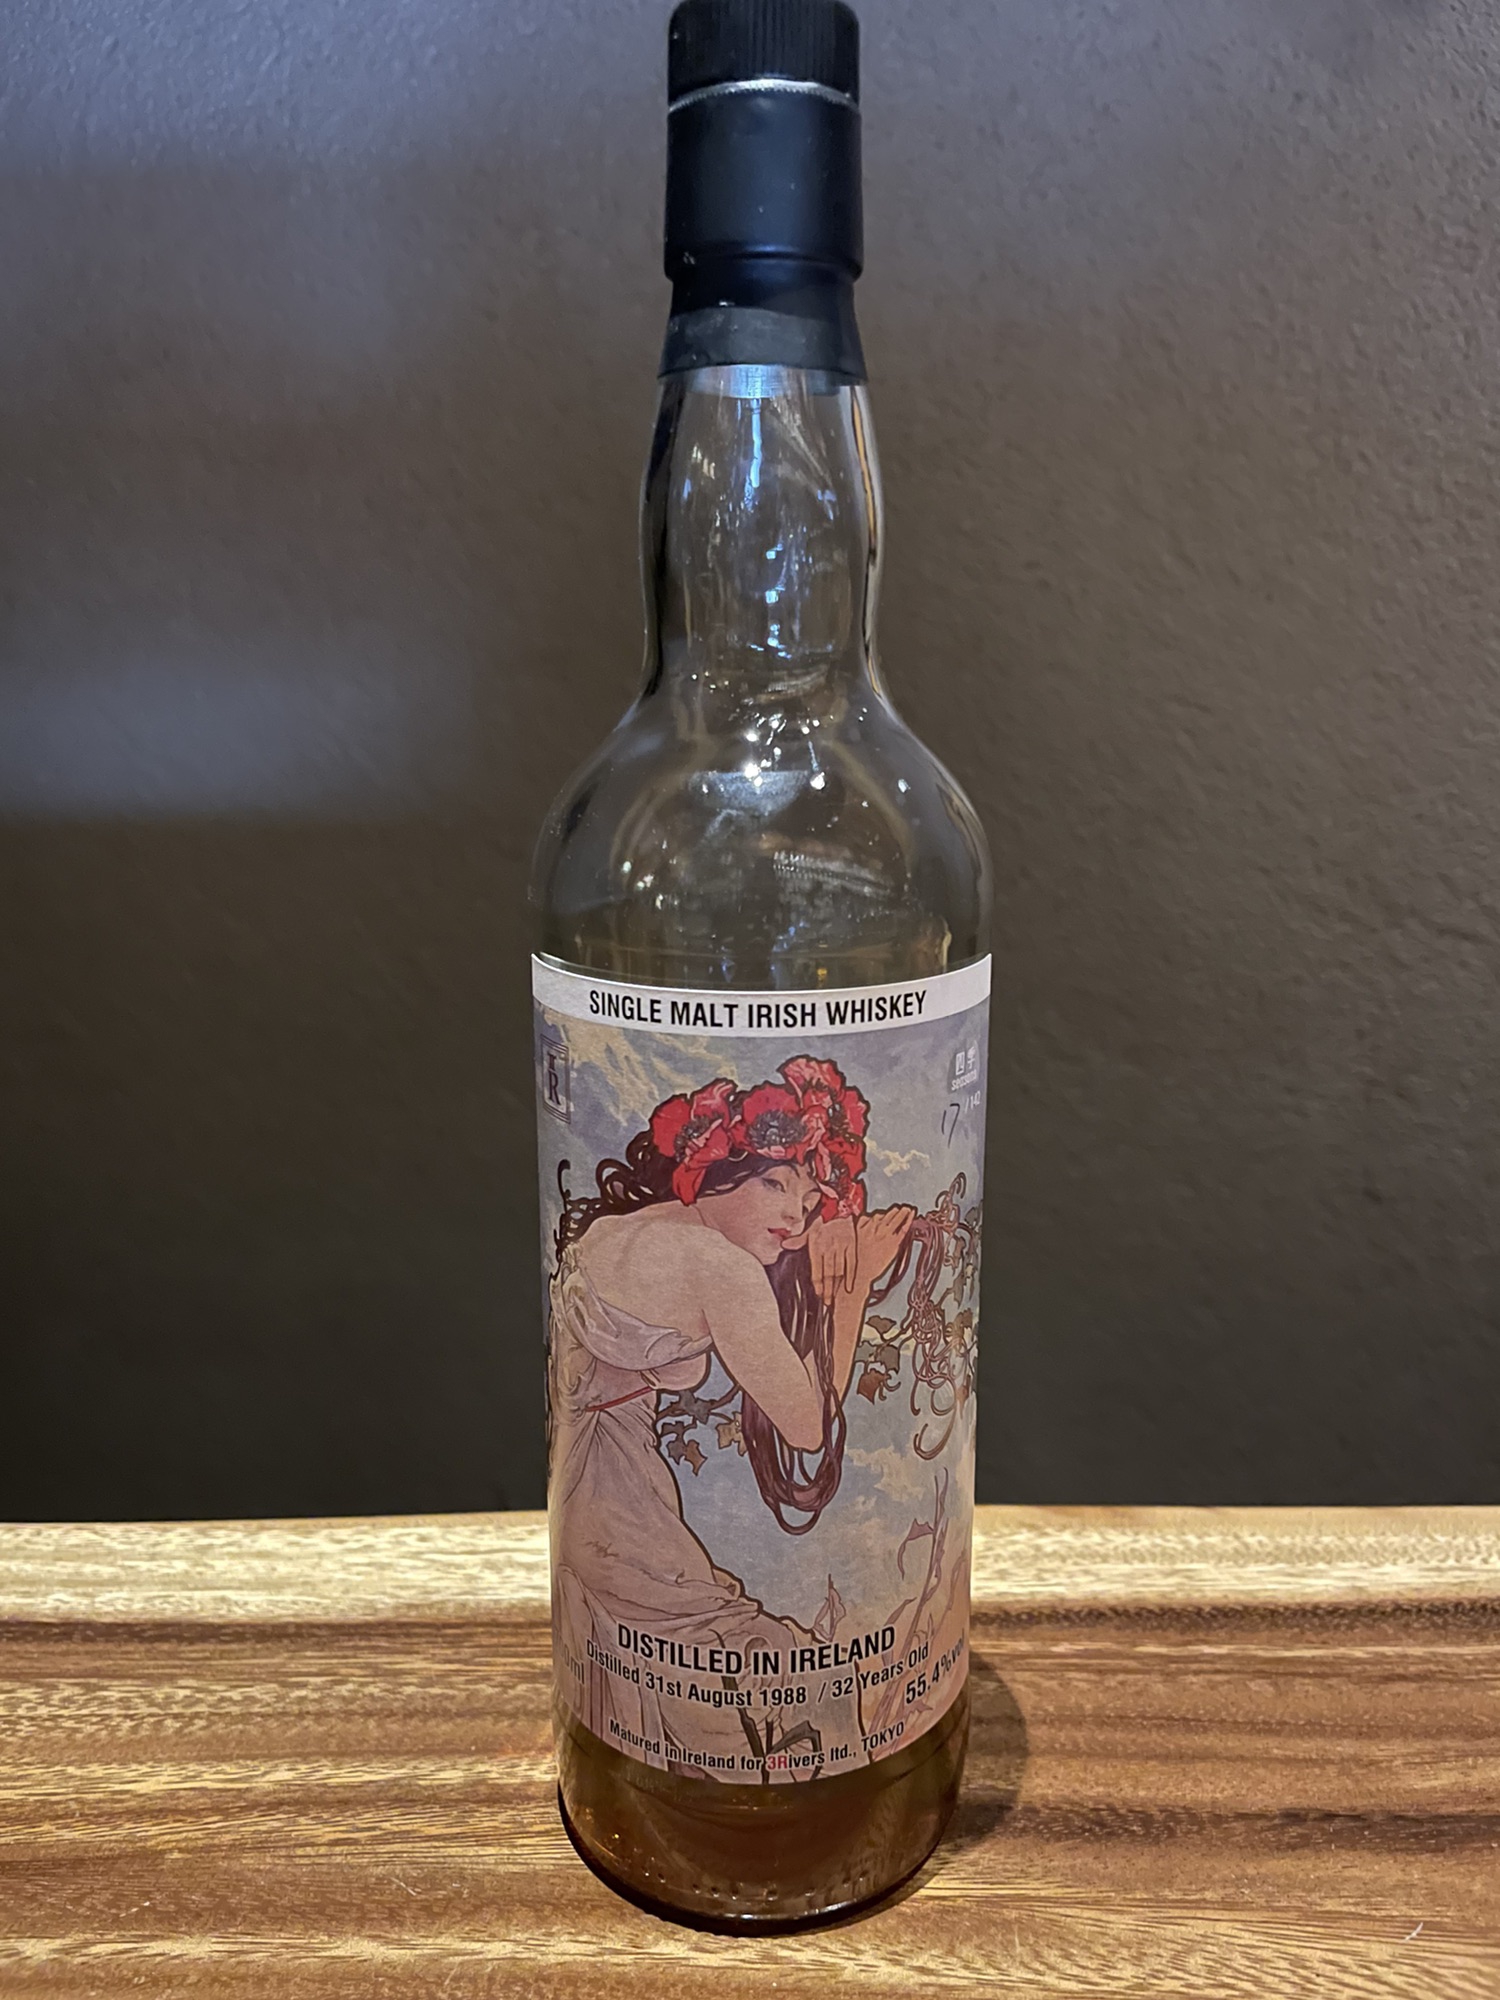 SINGLE MALT IRISH WHISKEY
四季
seasons
17 / 142
DISTILLED IN IRELAND
Distilled 31st August 1988 / 32 Years Old
55.4%vol
Matured in Ireland for 3Rivers ltd., TOKYO